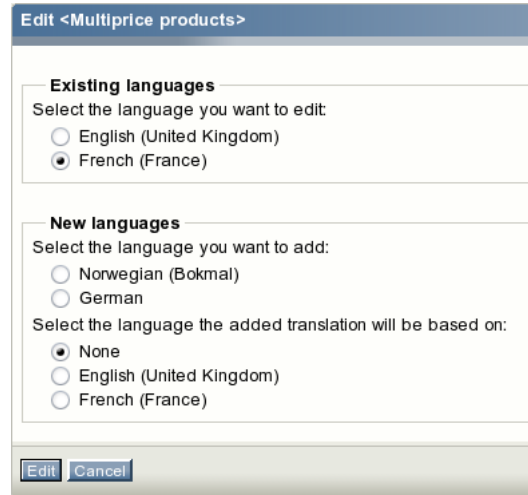 Edit <Multiprice products>
Existing languages
Select the language you want to edit:
English (United Kingdom)
French (France)
New languages
Select the language you want to add:
Norwegian (Bokmal)
German
Select the language the added translation will be based on:
None
English (United Kingdom)
French (France)
Edit Cancel